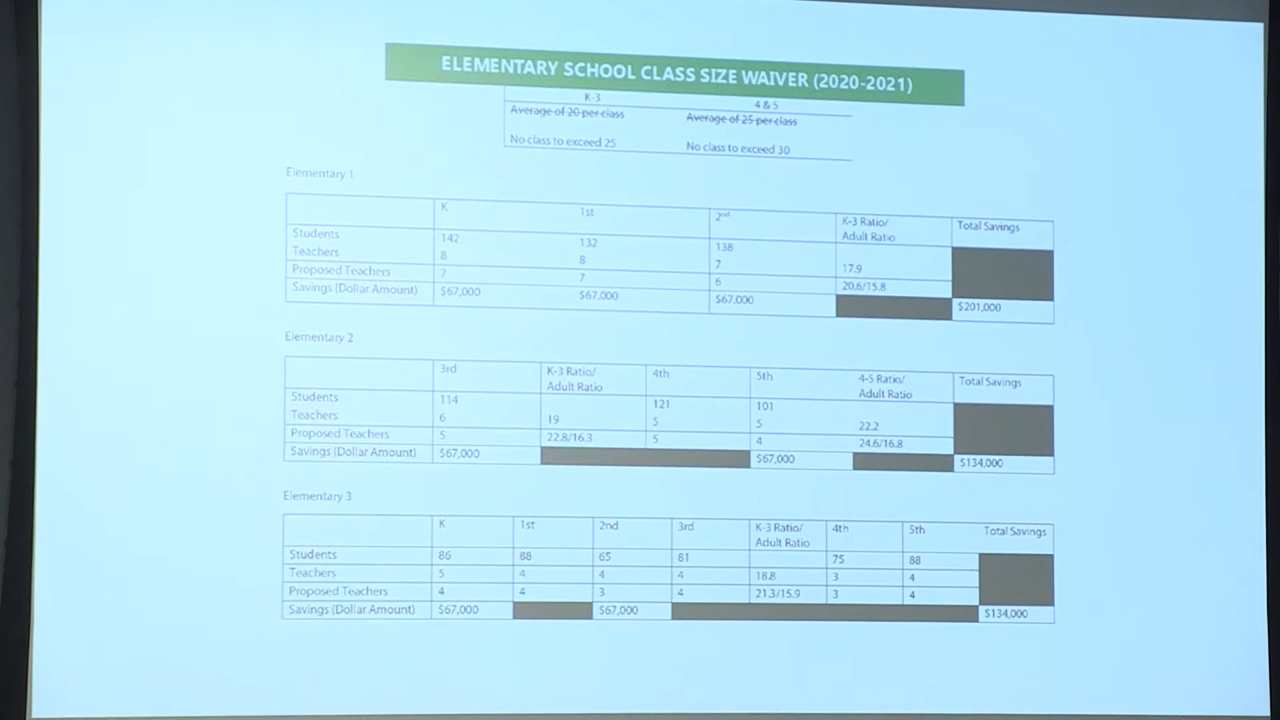 ELEMENTARY SCHOOL CLASS SIZE WAIVER (2020-2021)
K-3 4 & 5
Average of 20 per class Average of 25 per class
No class to exceed 25 No class to exceed 30
Elementary 1
K 1st 2nd K-3 Ratio/ Adult Ratio Total Savings
Students 142 132 138
Teachers 8 8 7 17.9
Proposed Teachers 7 7 6 20.6/15.8
Savings (Dollar Amount) $67,000 $67,000 $67,000 $201,000
Elementary 2
3rd K-3 Ratio/ Adult Ratio 4th 5th 4-5 Ratio/ Adult Ratio Total Savings
Students 114 121 101
Teachers 6 19 5 5 22.2
Proposed Teachers 5 22.8/16.3 5 4 24.6/16.8
Savings (Dollar Amount) $67,000 $67,000 $134,000
Elementary 3
K 1st 2nd 3rd K-3 Ratio/ Adult Ratio 4th 5th Total Savings
Students 86 88 65 81 75 88
Teachers 5 4 4 4 18.8 3 4
Proposed Teachers 4 4 3 4 21.3/15.9 3 4
Savings (Dollar Amount) $67,000 $67,000 $134,000